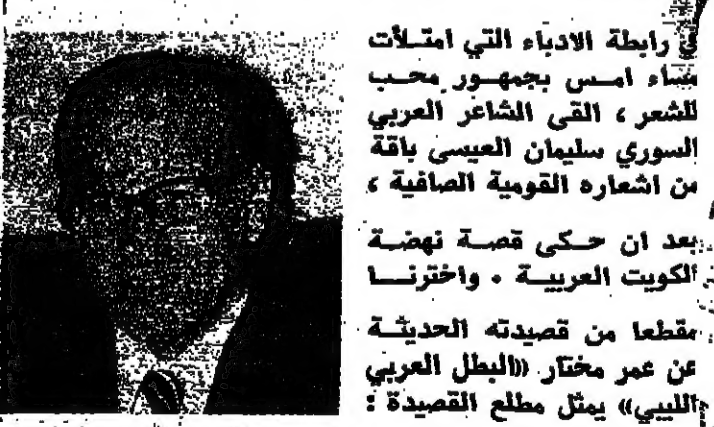 في رابطة الادباء التي امتلأت
مساء امس بجمهور محب
للشعر ، القى الشاعر العربي
السوري سليمان العيسى باقة
من اشعاره القومية الصافية ،
بعد ان حكى قصة نهضة
الكويت العربية . واخترنا
مقطعا من قصيدته الحديثة
عن عمر مختار «البطل العربي
الليبي» يمثل مطلع القصيدة :